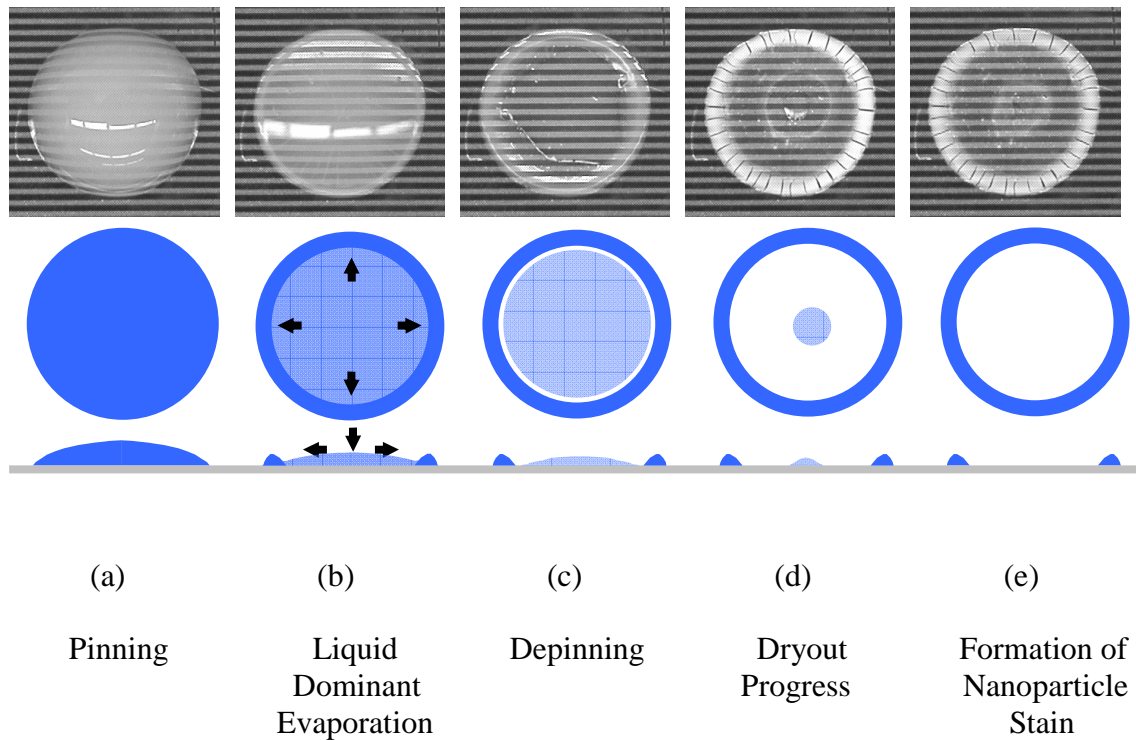 (a) (b) (c) (d) (e)
Pinning
Liquid
Dominant
Evaporation
Depinning
Dryout
Progress
Formation of
Nanoparticle
Stain